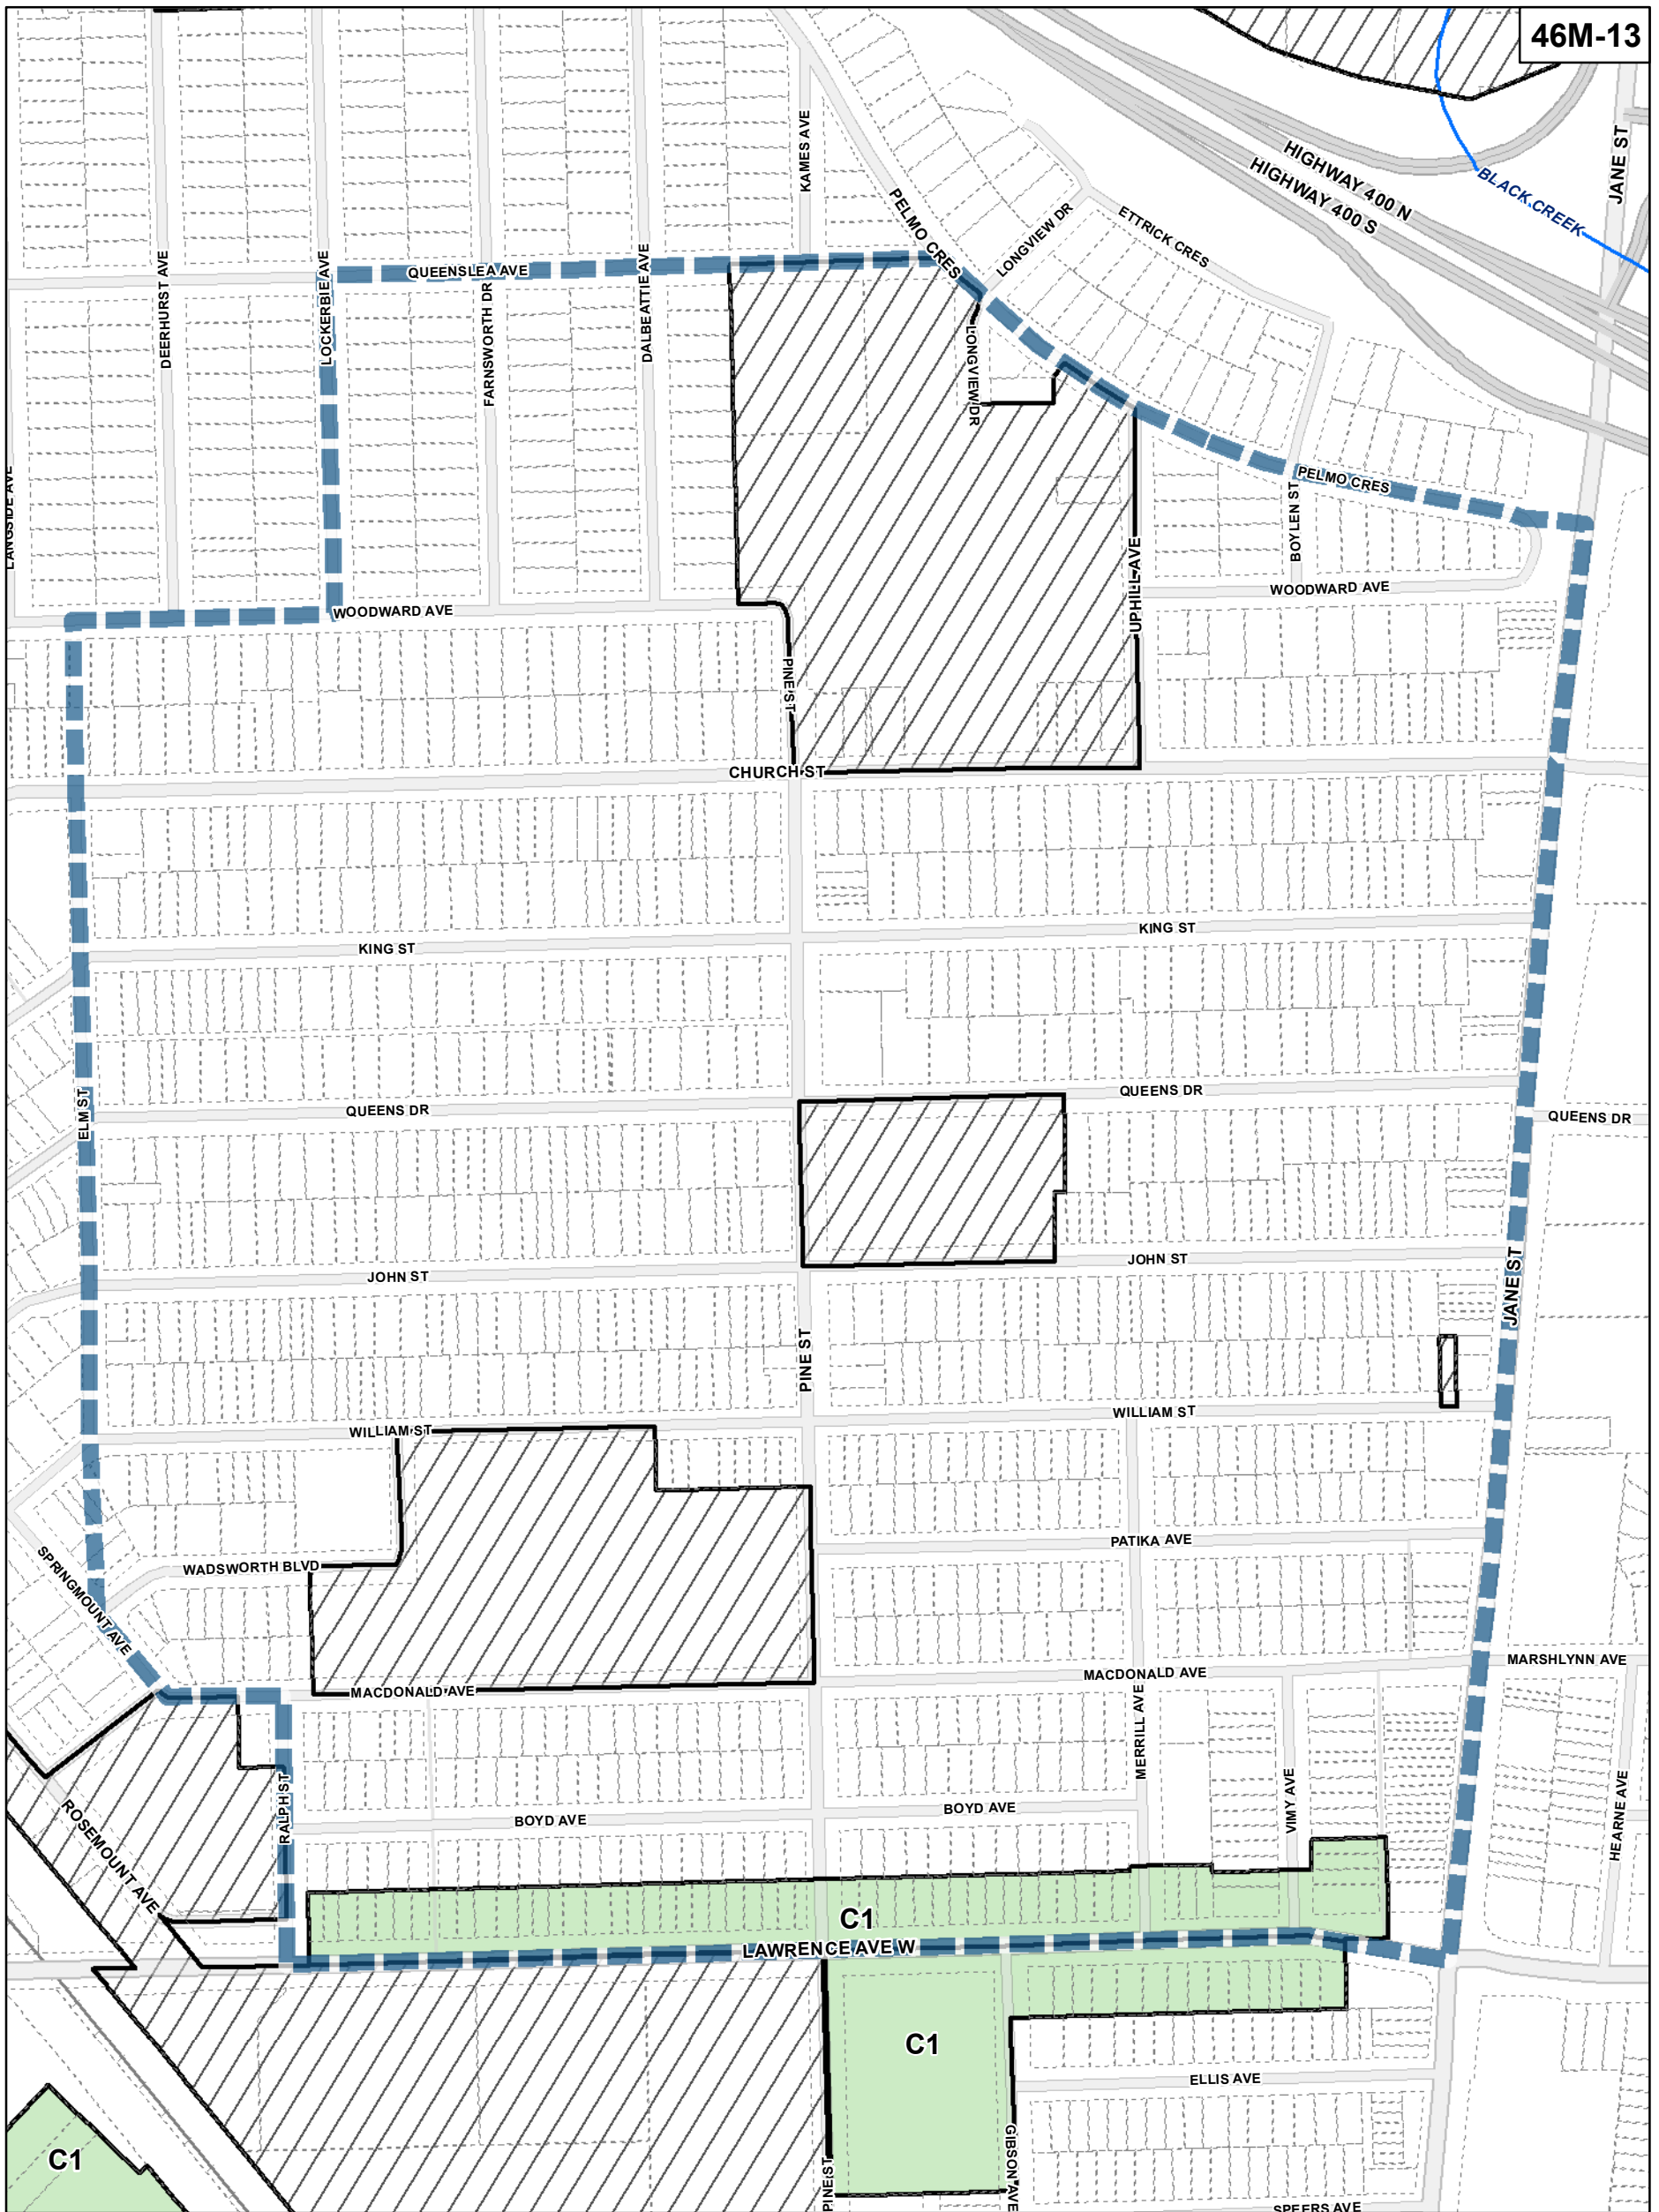 46M-13
KAMES AVE
JANE ST
HIGHWAY 400 N
HIGHWAY 400 S
BLACK CREEK
PELMO CRES
LONGVIEW DR
ETTRICK CRES
QUEENSLEA AVE
DEERHURST AVE
LOCKERBIE AVE
FARNSWORTH DR
DALBEATTIE AVE
LONGVIEW DR
LANGSIDE AVE
PELMO CRES
BOYLEN ST
UPHILL AVE
WOODWARD AVE
WOODWARD AVE
PINE ST
CHURCH ST
KING ST
KING ST
QUEENS DR
QUEENS DR
QUEENS DR
ELM ST
JOHN ST
JOHN ST
JANE ST
PINE ST
WILLIAM ST
WILLIAM ST
PATIKA AVE
WADSWORTH BLVD
SPRINGMOUNT AVE
MARSHLYNN AVE
MACDONALD AVE
MACDONALD AVE
MERRILL AVE
VIMY AVE
HEARNE AVE
RALPH ST
ROSEMOUNT AVE
BOYD AVE
BOYD AVE
C1
LAWRENCE AVE W
C1
ELLIS AVE
C1
PINE ST
GIBSON AVE
SPEERS AVE